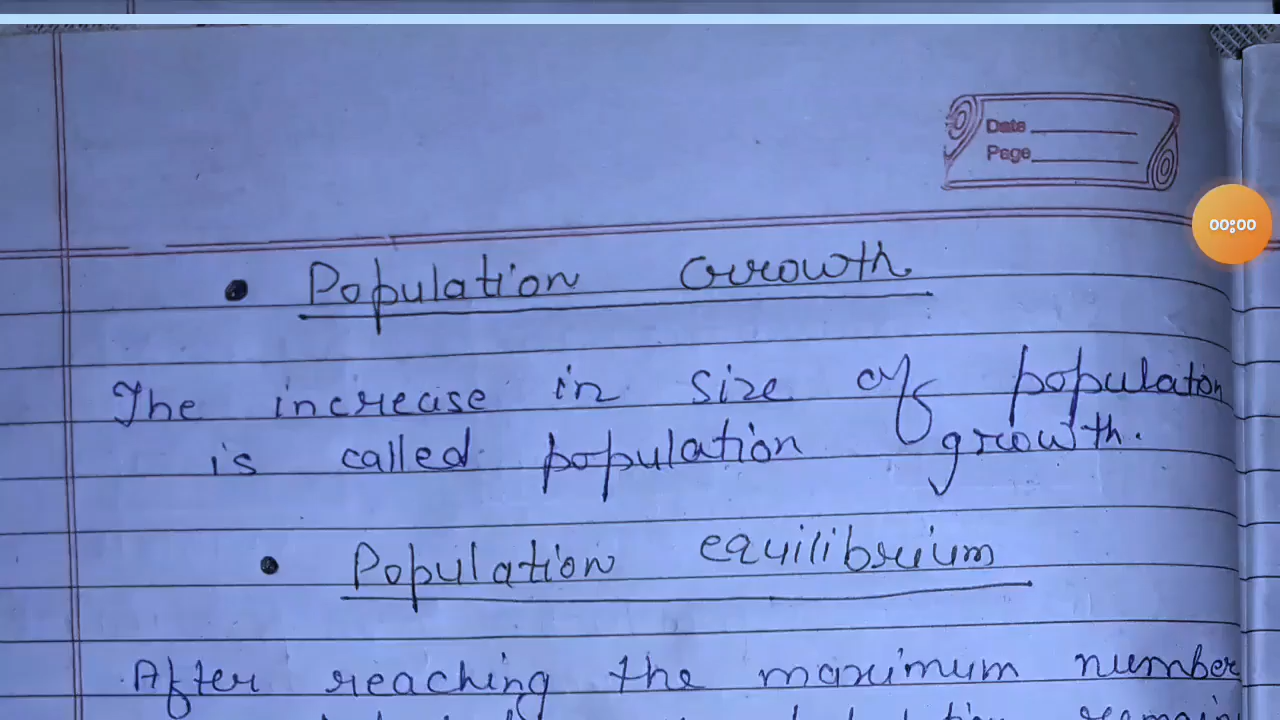 Date
Page
00:00
Population Growth
The increase in size of population
is called population growth.
Population equilibrium
After reaching the maximum number
remain